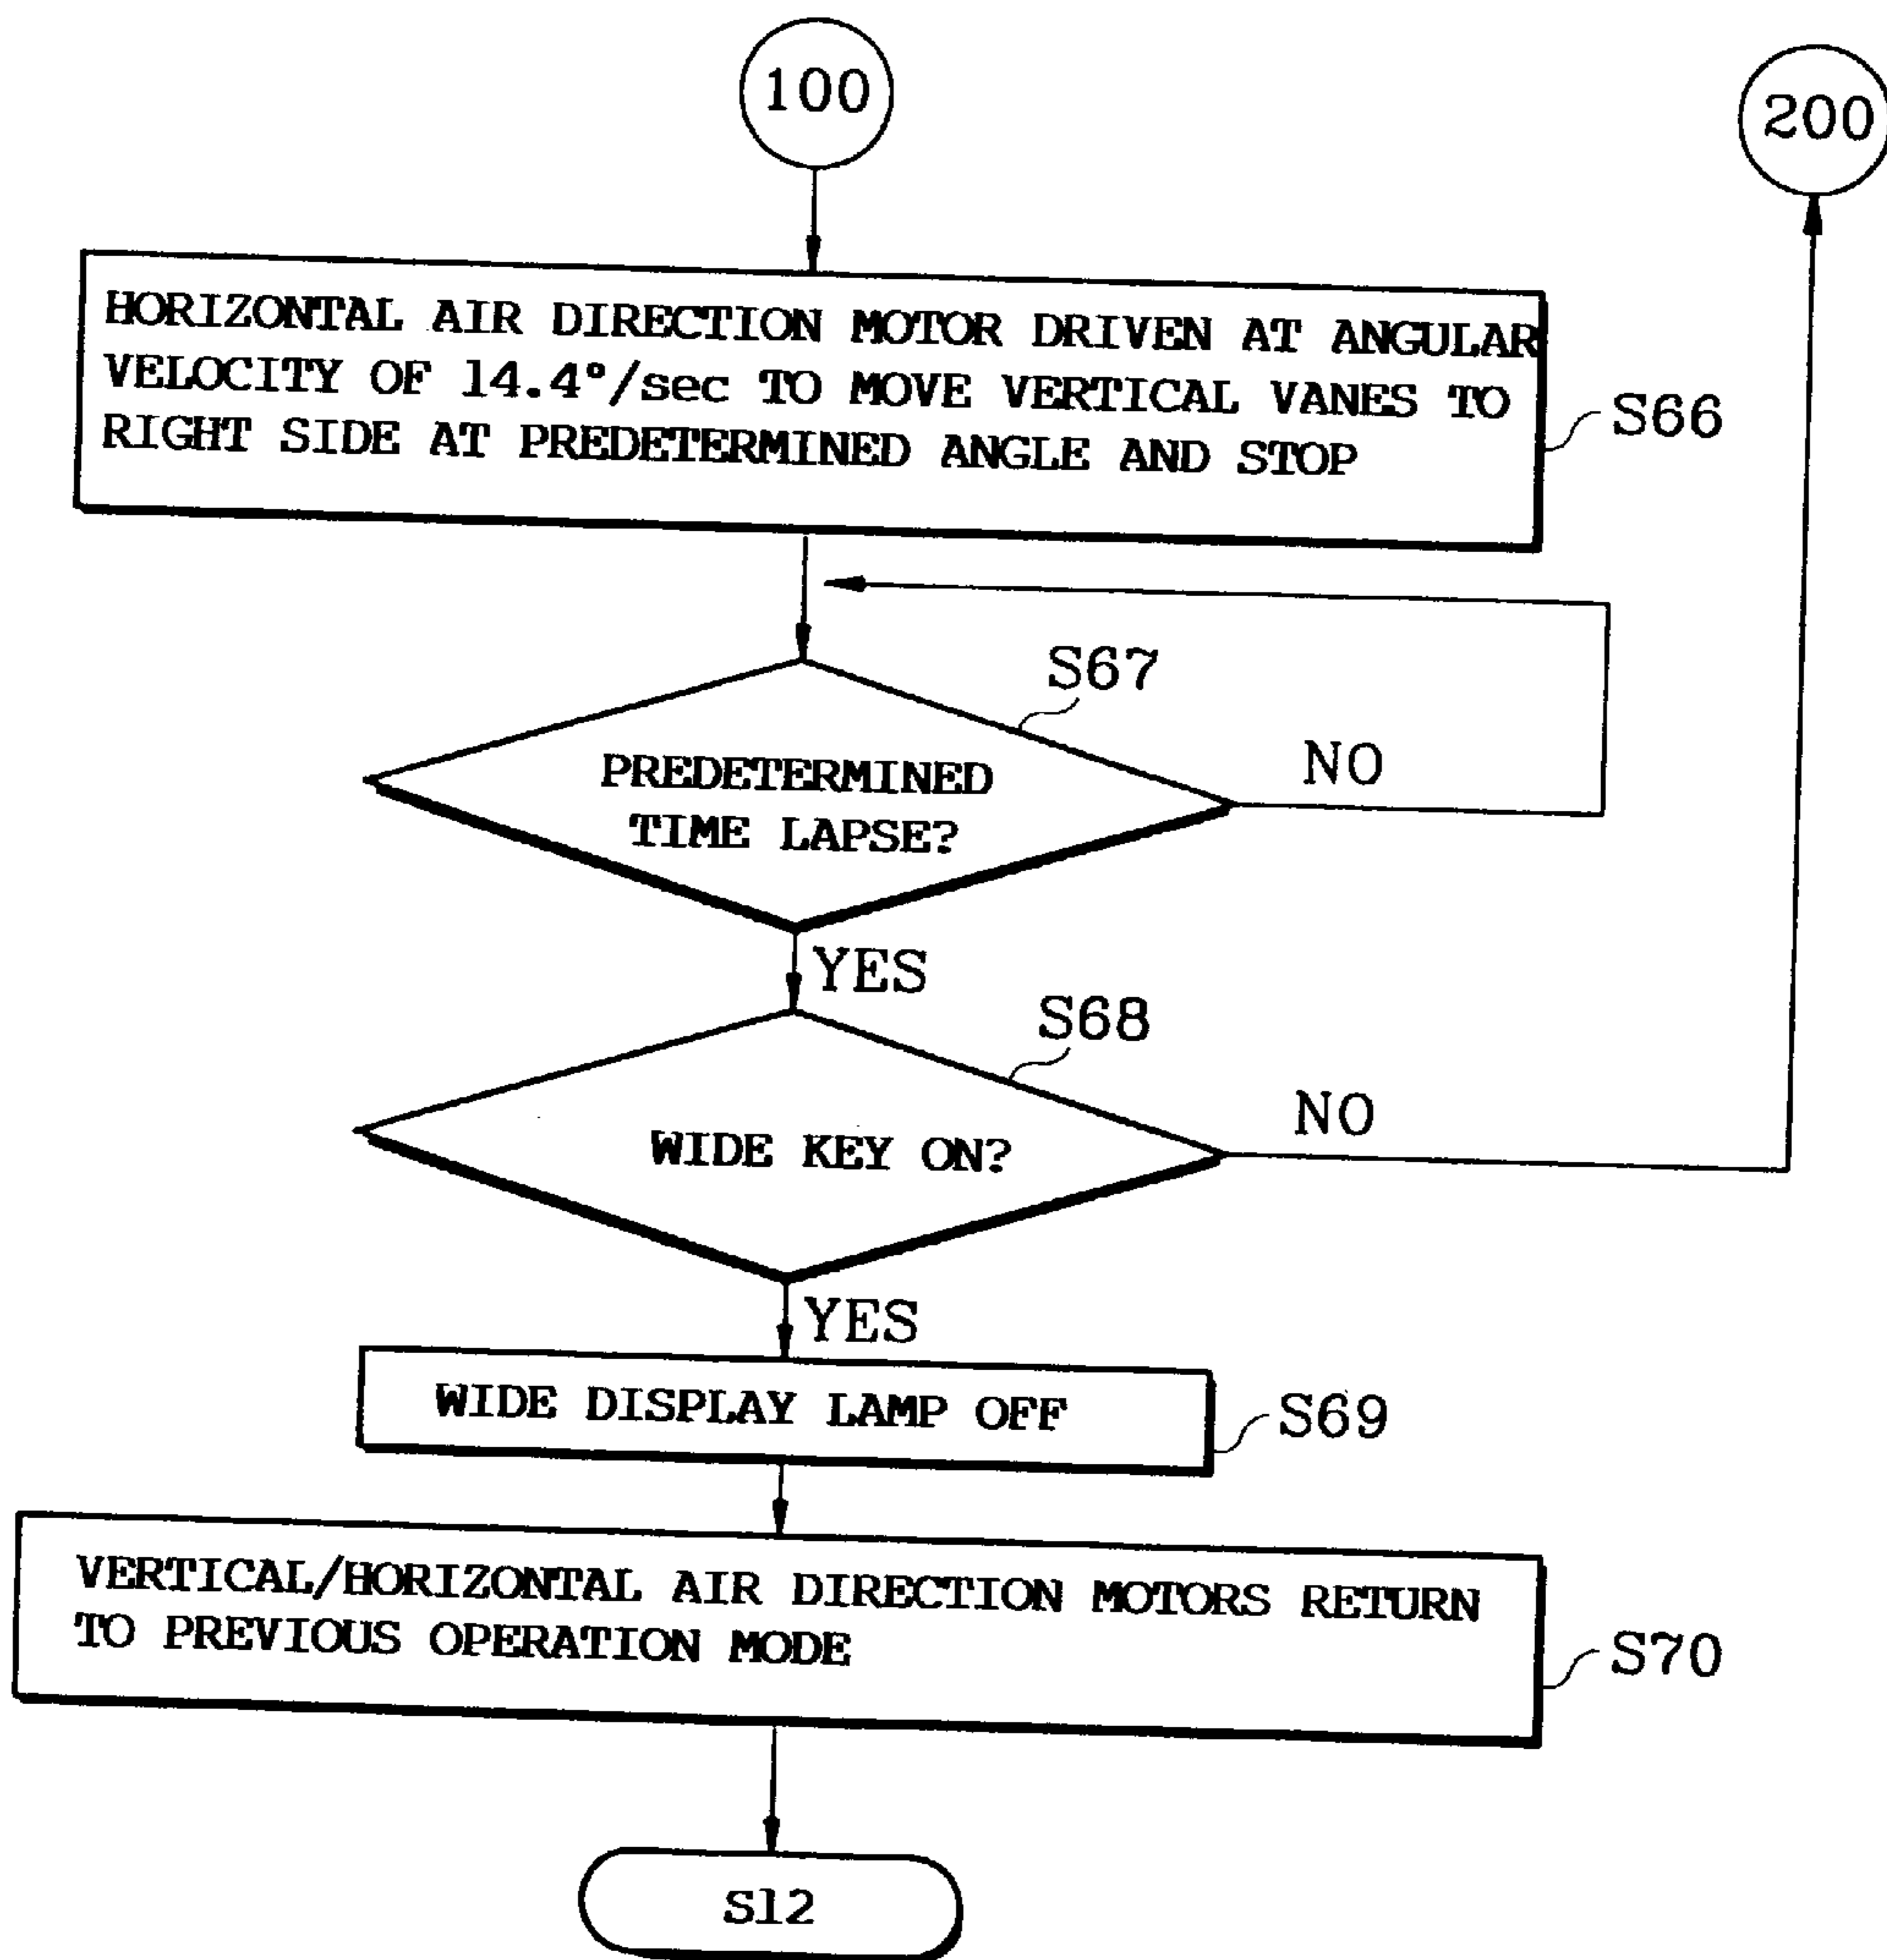 100
200
HORIZONTAL AIR DIRECTION MOTOR DRIVEN AT ANGULAR
VELOCITY OF 14.4°/sec TO MOVE VERTICAL VANES TO
RIGHT SIDE AT PREDETERMINED ANGLE AND STOP
S66
S67
PREDETERMINED
TIME LAPSE?
NO
YES
S68
WIDE KEY ON?
NO
YES
WIDE DISPLAY LAMP OFF
S69
VERTICAL/HORIZONTAL AIR DIRECTION MOTORS RETURN
TO PREVIOUS OPERATION MODE
S70
S12